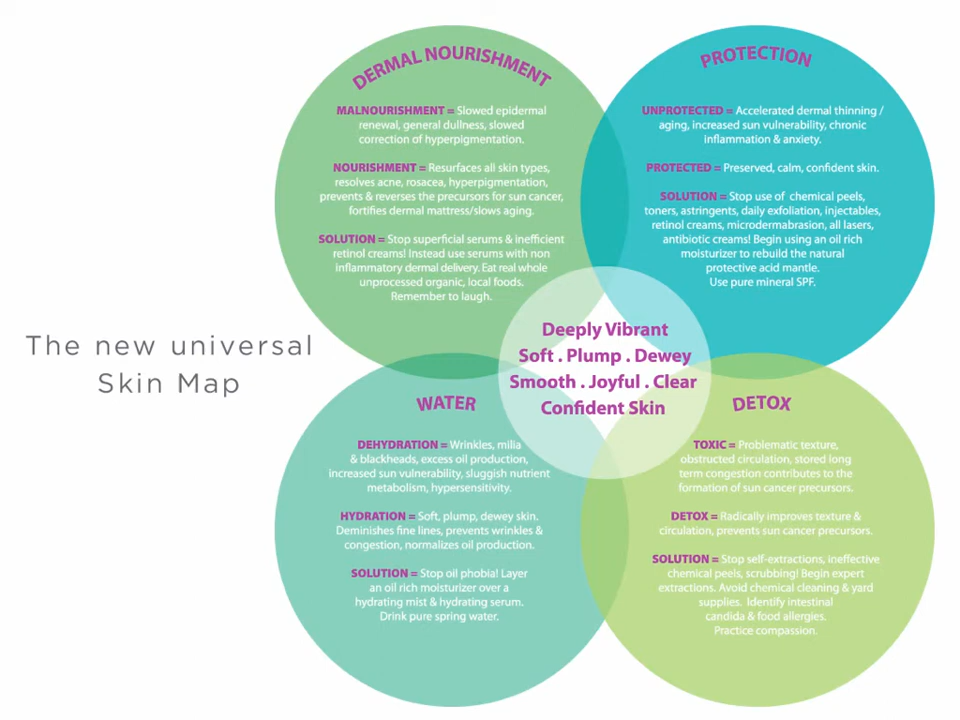 The new universal
Skin Map
DERMAL NOURISHMENT
MALNOURISHMENT = Slowed epidermal
renewal, general dullness, slowed
correction of hyperpigmentation.
NOURISHMENT = Resurfaces all skin types,
resolves acne, rosacea, hyperpigmentation,
prevents & reverses the precursors for sun cancer,
fortifies dermal mattress/slows aging.
SOLUTION = Stop superficial serums & inefficient
retinol creams! Instead use serums with non
inflammatory dermal delivery. Eat real whole
unprocessed organic, local foods.
Remember to laugh.
PROTECTION
UNPROTECTED = Accelerated dermal thinning /
aging, increased sun vulnerability, chronic
inflammation & anxiety.
PROTECTED = Preserved, calm, confident skin.
SOLUTION = Stop use of chemical peels,
toners, astringents, daily exfoliation, injectables,
retinol creams, microdermabrasion, all lasers,
antibiotic creams! Begin using an oil rich
moisturizer to rebuild the natural
protective acid mantle.
Use pure mineral SPF.
Deeply Vibrant
Soft . Plump . Dewey
Smooth . Joyful . Clear
Confident Skin
WATER
DEHYDRATION = Wrinkles, milia
& blackheads, excess oil production,
increased sun vulnerability, sluggish nutrient
metabolism, hypersensitivity.
HYDRATION = Soft, plump, dewey skin.
Deminishes fine lines, prevents wrinkles &
congestion, normalizes oil production.
SOLUTION = Stop oil phobia! Layer
an oil rich moisturizer over a
hydrating mist & hydrating serum.
Drink pure spring water.
DETOX
TOXIC = Problematic texture,
obstructed circulation, stored long
term congestion contributes to the
formation of sun cancer precursors.
DETOX = Radically improves texture &
circulation, prevents sun cancer precursors.
SOLUTION = Stop self-extractions, ineffective
chemical peels, scrubbing! Begin expert
extractions. Avoid chemical cleaning & yard
supplies. Identify intestinal
candida & food allergies.
Practice compassion.